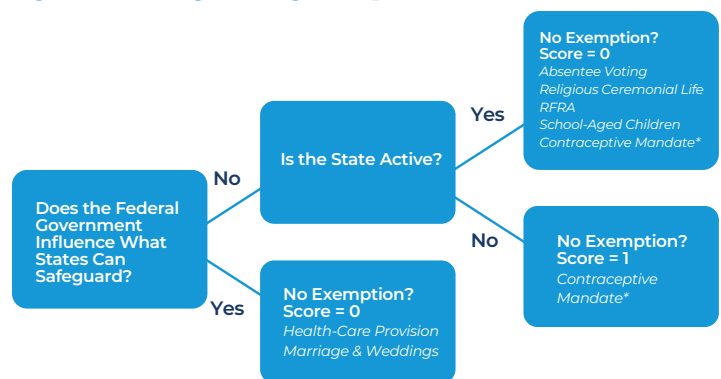 No Exemption?
Score = 0
Absentee Voting
Religious Ceremonial Life
RFRA
School-Aged Children
Contraceptive Mandate*
Yes
Is the State Active?
No
Does the Federal
Government
Influence What
States Can
Safeguard?
No
No Exemption?
Score = 1
Contraceptive
Mandate*
Yes
No Exemption?
Score = 0
Health-Care Provision
Marriage & Weddings